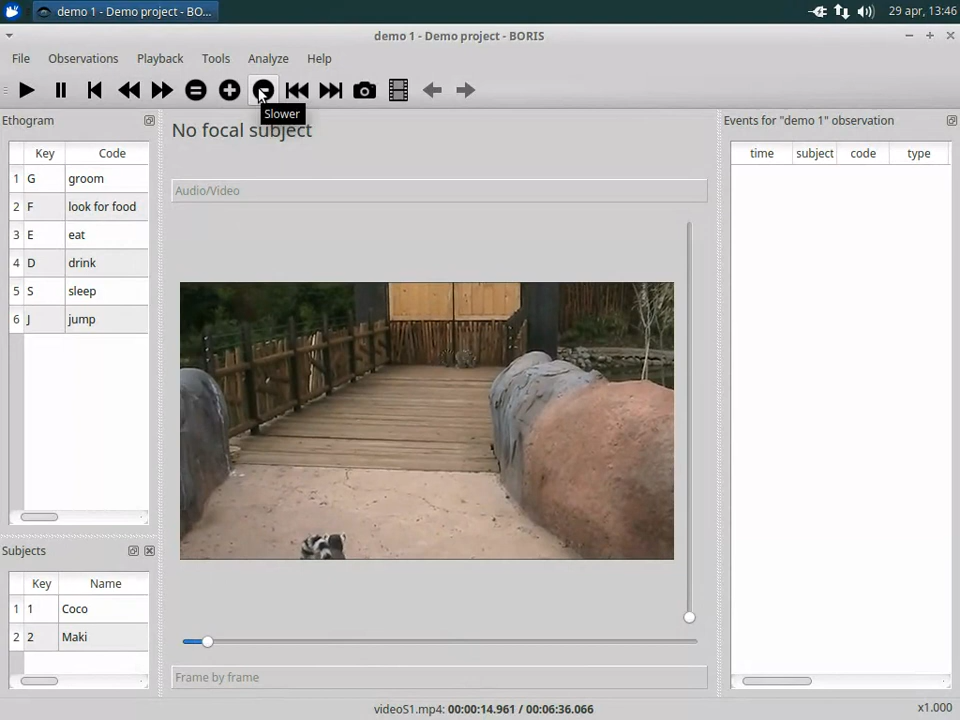 demo 1 - Demo project - BO...
29 apr, 13:46
demo 1 - Demo project - BORIS
File Observations Playback Tools Analyze Help
Slower
Ethogram
Key Code
1 G groom
2 F look for food
3 E eat
4 D drink
5 S sleep
6 J jump
Subjects
Key Name
1 1 Coco
2 2 Maki
No focal subject
Audio/Video
Frame by frame
Events for "demo 1" observation
time subject code type
videoS1.mp4: 00:00:14.961 / 00:06:36.066
x1.000